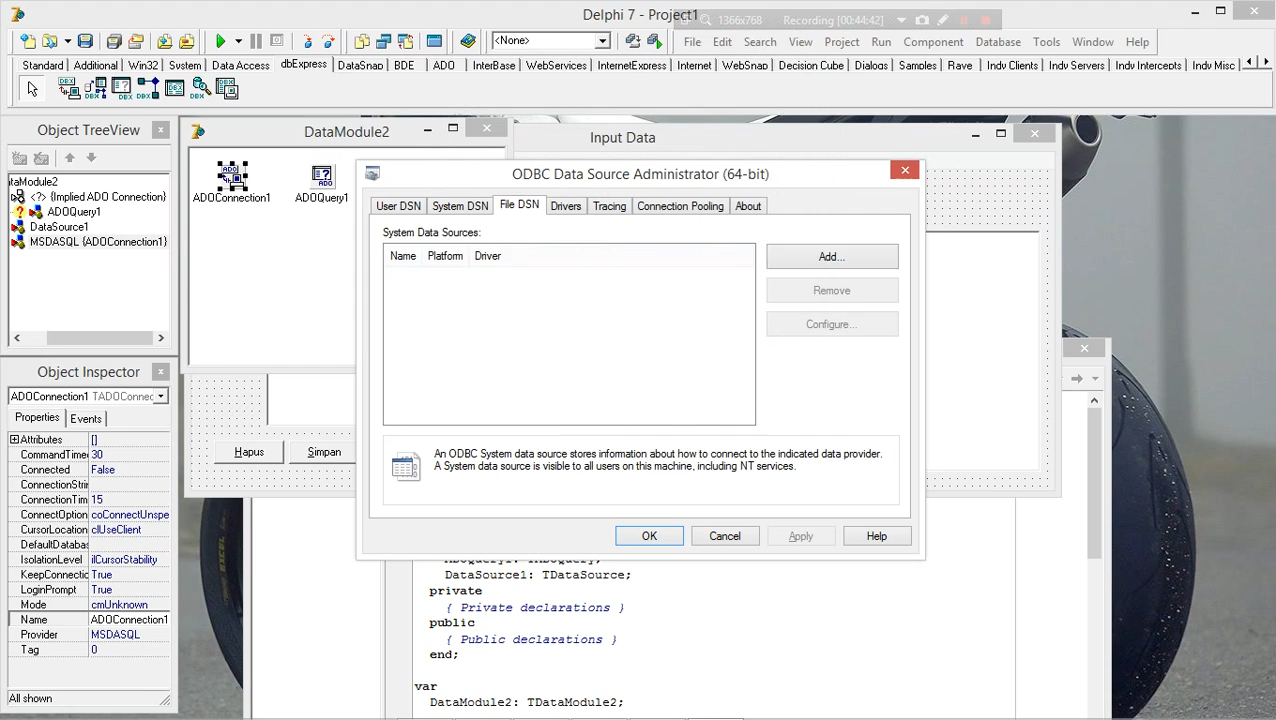 Delphi 7 - Project1
1366x768
Recording [00:44:42]
<None>
File Edit Search View Project Run Component Database Tools Window Help
Standard Additional Win32 System Data Access dbExpress DataSnap BDE ADO InterBase WebServices InternetExpress Internet WebSnap Decision Cube Dialogs Samples Rave Indy Clients Indy Servers Indy Intercepts Indy Misc
Object TreeView
DataModule2
Input Data
ataModule2
<?> {Implied ADO Connection}
ADOQuery1
DataSource1
MSDASQL {ADOConnection1}
ADOConnection1
ADOQuery1
ODBC Data Source Administrator (64-bit)
User DSN System DSN File DSN Drivers Tracing Connection Pooling About
System Data Sources:
Name Platform Driver
Add...
Remove
Configure...
An ODBC System data source stores information about how to connect to the indicated data provider.
A System data source is visible to all users on this machine, including NT services.
OK Cancel Apply Help
Object Inspector
ADOConnection1 TADOConnec
Properties Events
Attributes []
CommandTimeo 30
Connected False
ConnectionStrin
ConnectionTim 15
ConnectOption coConnectUnspe
CursorLocation clUseClient
DefaultDatabas
IsolationLevel ilCursorStability
KeepConnectio True
LoginPrompt True
Mode cmUnknown
Name ADOConnection1
Provider MSDASQL
Tag 0
All shown
Hapus Simpan
ADOQuery1: TADOQuery;
DataSource1: TDataSource;
private
{ Private declarations }
public
{ Public declarations }
end;
var
DataModule2: TDataModule2;